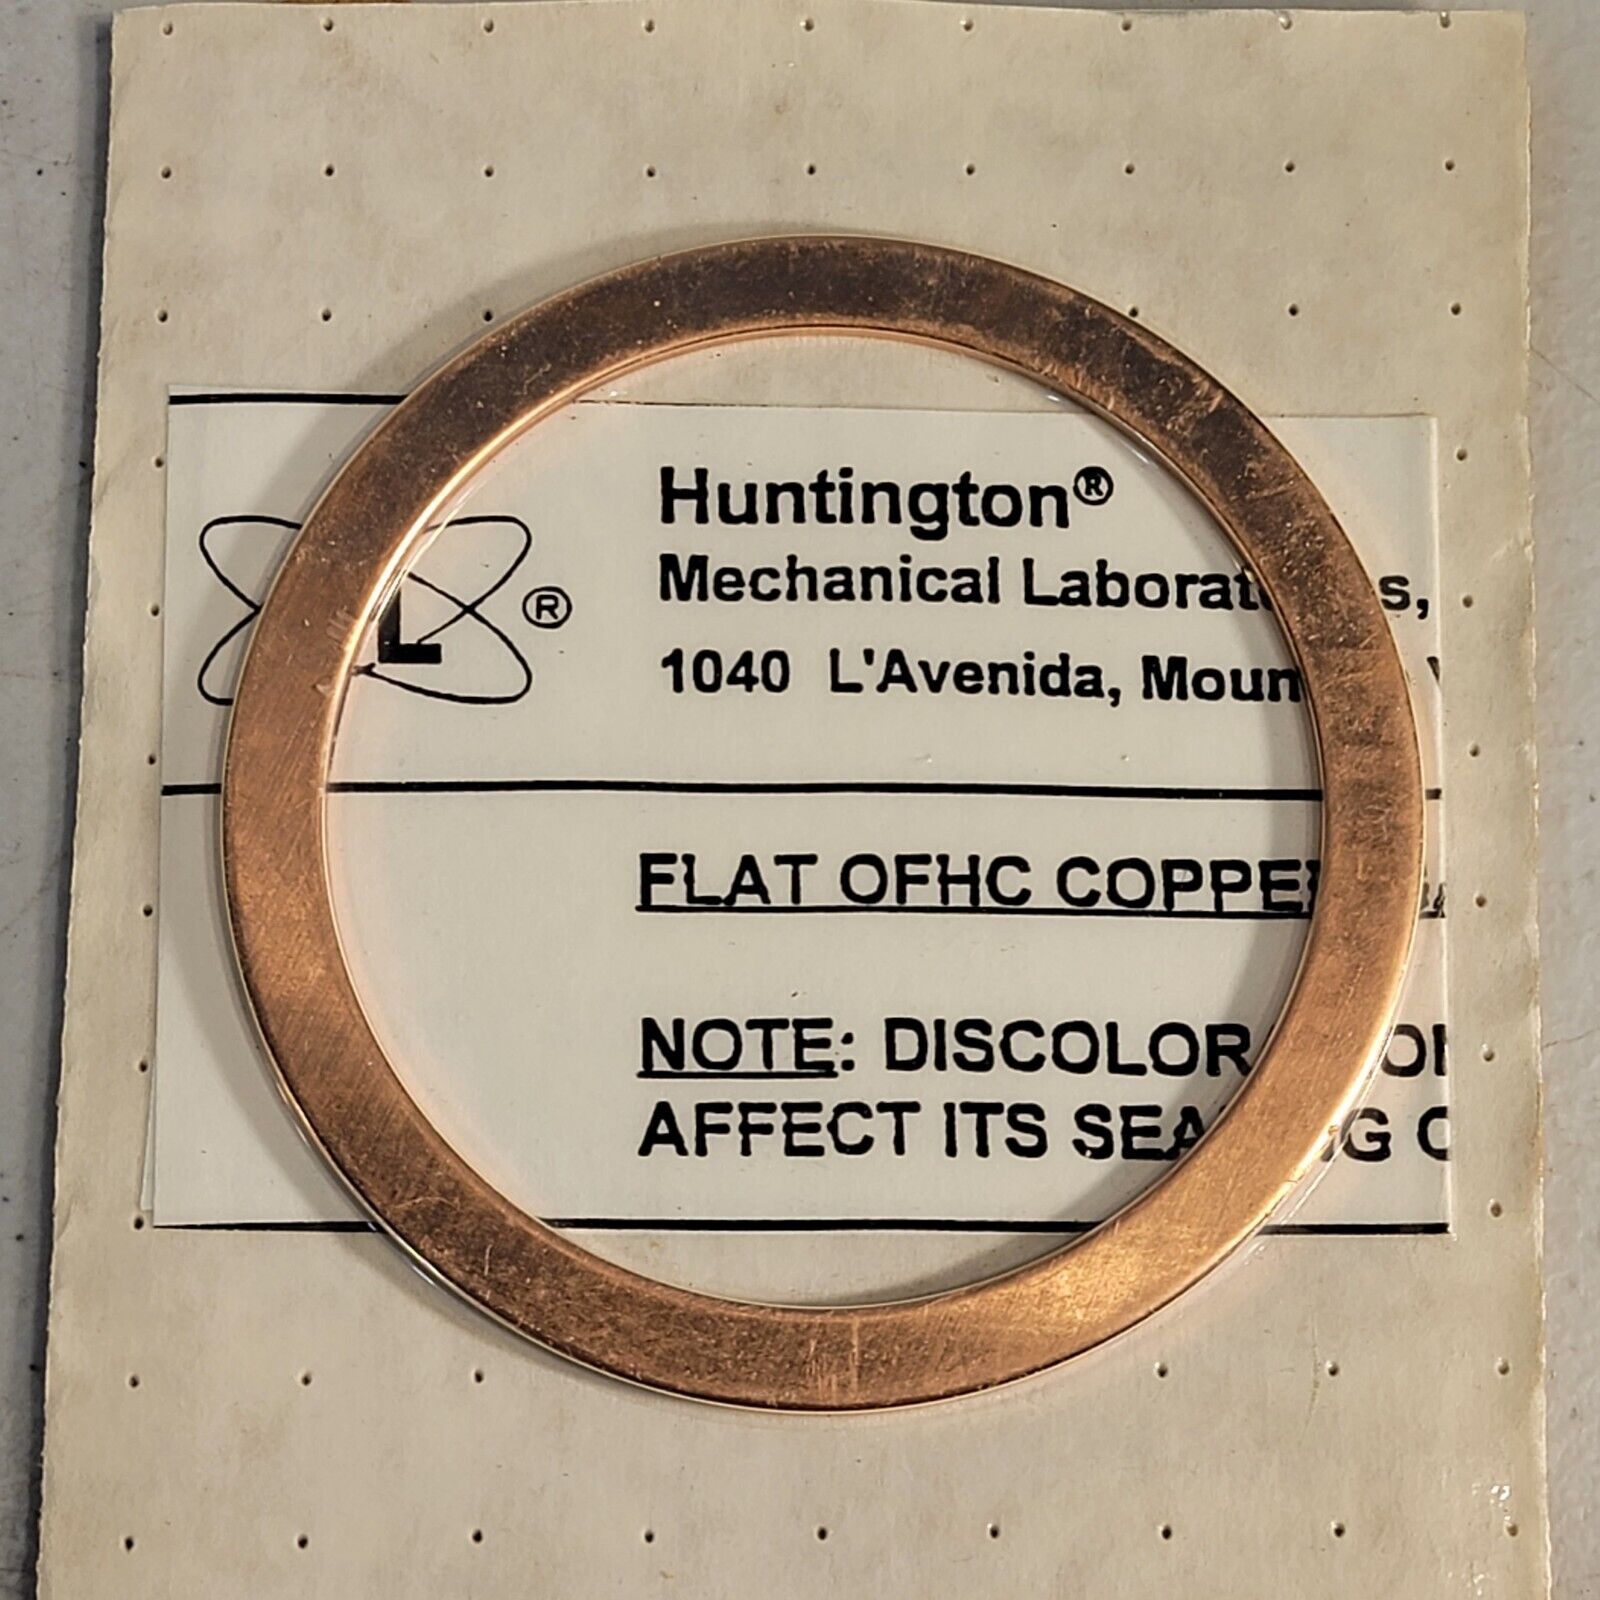 L ®
Huntington®
Mechanical Laborat s,
1040 L'Avenida, Moun
FLAT OFHC COPPE
NOTE: DISCOLOR
AFFECT ITS SEA G